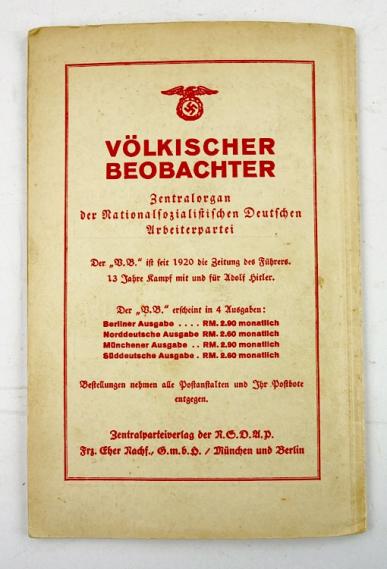 VÖLKISCHER
BEOBACHTER
Zentralorgan
der Nationalsozialistischen Deutschen
Arbeiterpartei
Der „V.B.“ ist seit 1920 die Zeitung des Führers.
13 Jahre Kampf mit und für Adolf Hitler.
Der „V.B.“ erscheint in 4 Ausgaben:
Berliner Ausgabe . . . . RM. 2.90 monatlich
Norddeutsche Ausgabe RM. 2.60 monatlich
Münchener Ausgabe . . RM. 2.90 monatlich
Süddeutsche Ausgabe . RM. 2.60 monatlich
Bestellungen nehmen alle Postanstalten und Ihr Postbote
entgegen.
Zentralparteiverlag der N.S.D.A.P.
Frz. Eher Nachf., G.m.b.H. / München und Berlin